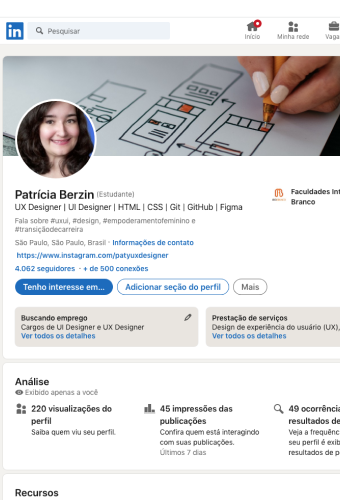 in
Pesquisar
Início
Minha rede
Vaga
Patrícia Berzin (Estudante)
UX Designer | UI Designer | HTML | CSS | Git | GitHub | Figma
Fala sobre #uxui, #design, #empoderamentofeminino e
#transiçãodecarreira
São Paulo, São Paulo, Brasil · Informações de contato
https://www.instagram.com/patyuxdesigner
4.062 seguidores · + de 500 conexões
Faculdades Int
Branco
Tenho interesse em...
Adicionar seção do perfil
Mais
Buscando emprego
Cargos de UI Designer e UX Designer
Ver todos os detalhes
Prestação de serviços
Design de experiência do usuário (UX),
Ver todos os detalhes
Análise
Exibido apenas a você
220 visualizações do
perfil
Saiba quem viu seu perfil.
45 impressões das
publicações
Confira quem está interagindo
com suas publicações.
Últimos 7 dias
49 ocorrência
resultados de
Veja a frequênc
seu perfil é exib
resultados de p
Recursos